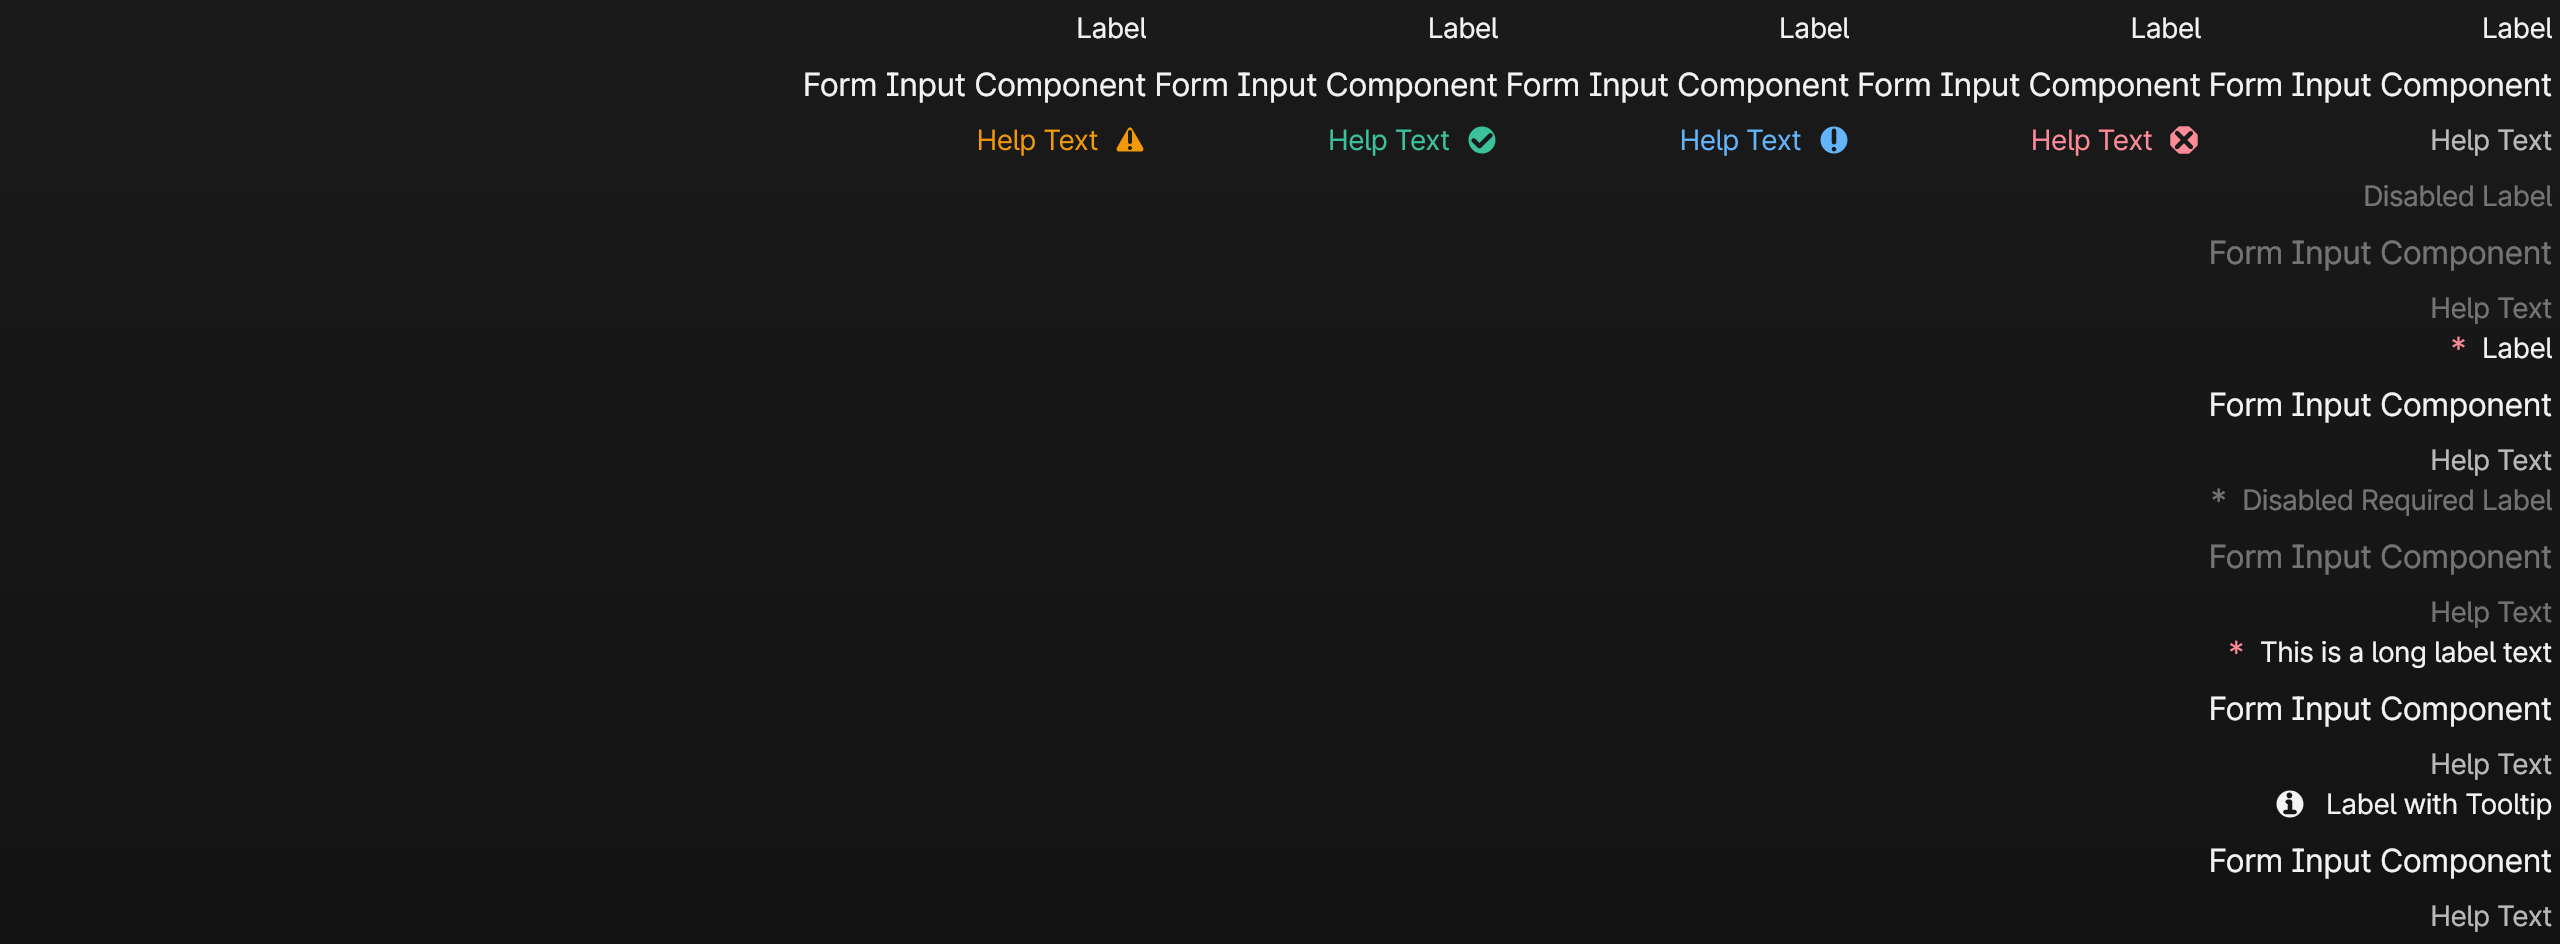 Label Label Label Label Label
Form Input Component Form Input Component Form Input Component Form Input Component Form Input Component
Help Text Help Text Help Text Help Text Help Text
Disabled Label
Form Input Component
Help Text
* Label
Form Input Component
Help Text
* Disabled Required Label
Form Input Component
Help Text
* This is a long label text
Form Input Component
Help Text
Label with Tooltip
Form Input Component
Help Text